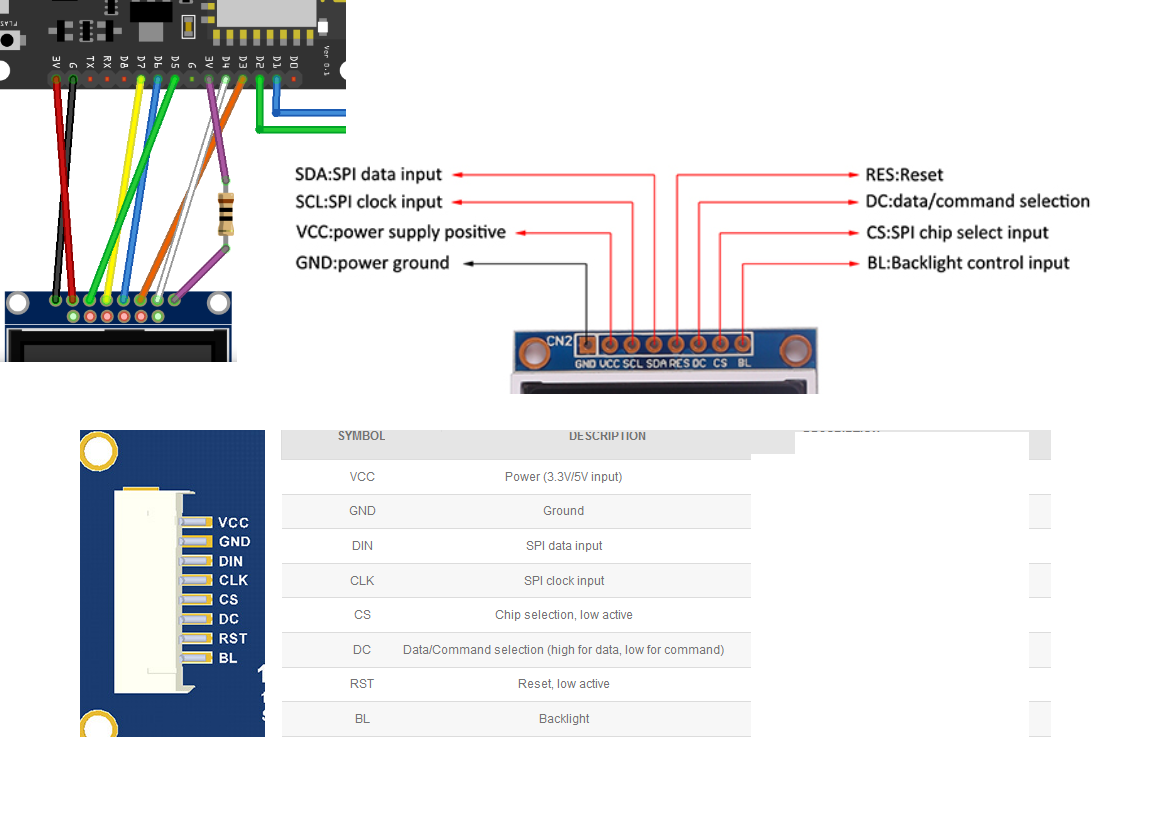 3V G TX RX D8 D7 D6 D5 G 3V D4 D3 D2 D1 D0
Ver 0.1
SDA:SPI data input
SCL:SPI clock input
VCC:power supply positive
GND:power ground
RES:Reset
DC:data/command selection
CS:SPI chip select input
BL:Backlight control input
CN2
GND VCC SCL SDA RES DC CS BL
VCC
GND
DIN
CLK
CS
DC
RST
BL
SYMBOL DESCRIPTION
VCC Power (3.3V/5V input)
GND Ground
DIN SPI data input
CLK SPI clock input
CS Chip selection, low active
DC Data/Command selection (high for data, low for command)
RST Reset, low active
BL Backlight